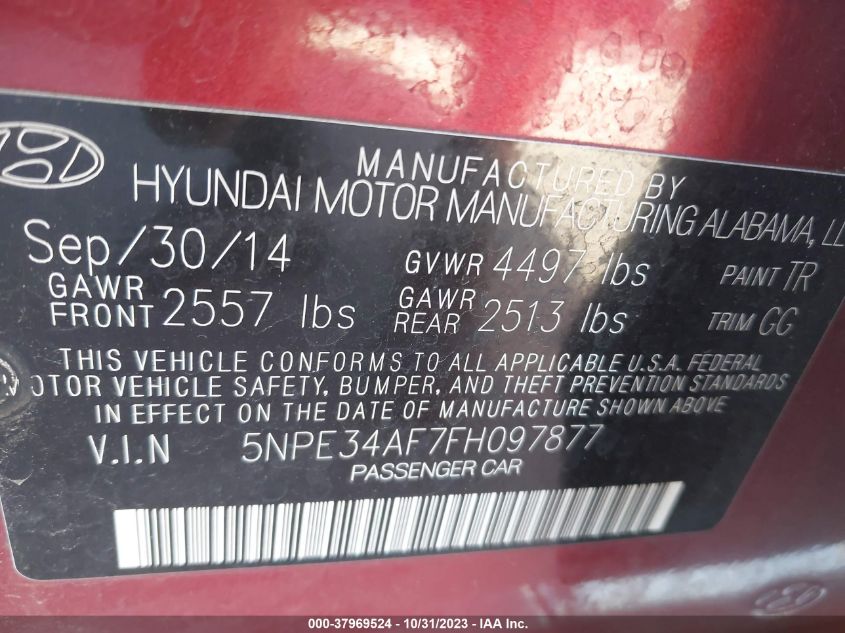 MANUFACTURED BY
HYUNDAI MOTOR MANUFACTURING ALABAMA, LL
Sep/30/14 GVWR 4497 lbs PAINT TR
GAWR FRONT 2557 lbs GAWR REAR 2513 lbs TRIM GG
THIS VEHICLE CONFORMS TO ALL APPLICABLE U.S.A. FEDERAL
OTOR VEHICLE SAFETY, BUMPER, AND THEFT PREVENTION STANDARDS
IN EFFECT ON THE DATE OF MANUFACTURE SHOWN ABOVE.
V.I.N 5NPE34AF7FH097877
PASSENGER CAR
000-37969524 - 10/31/2023 - IAA Inc.